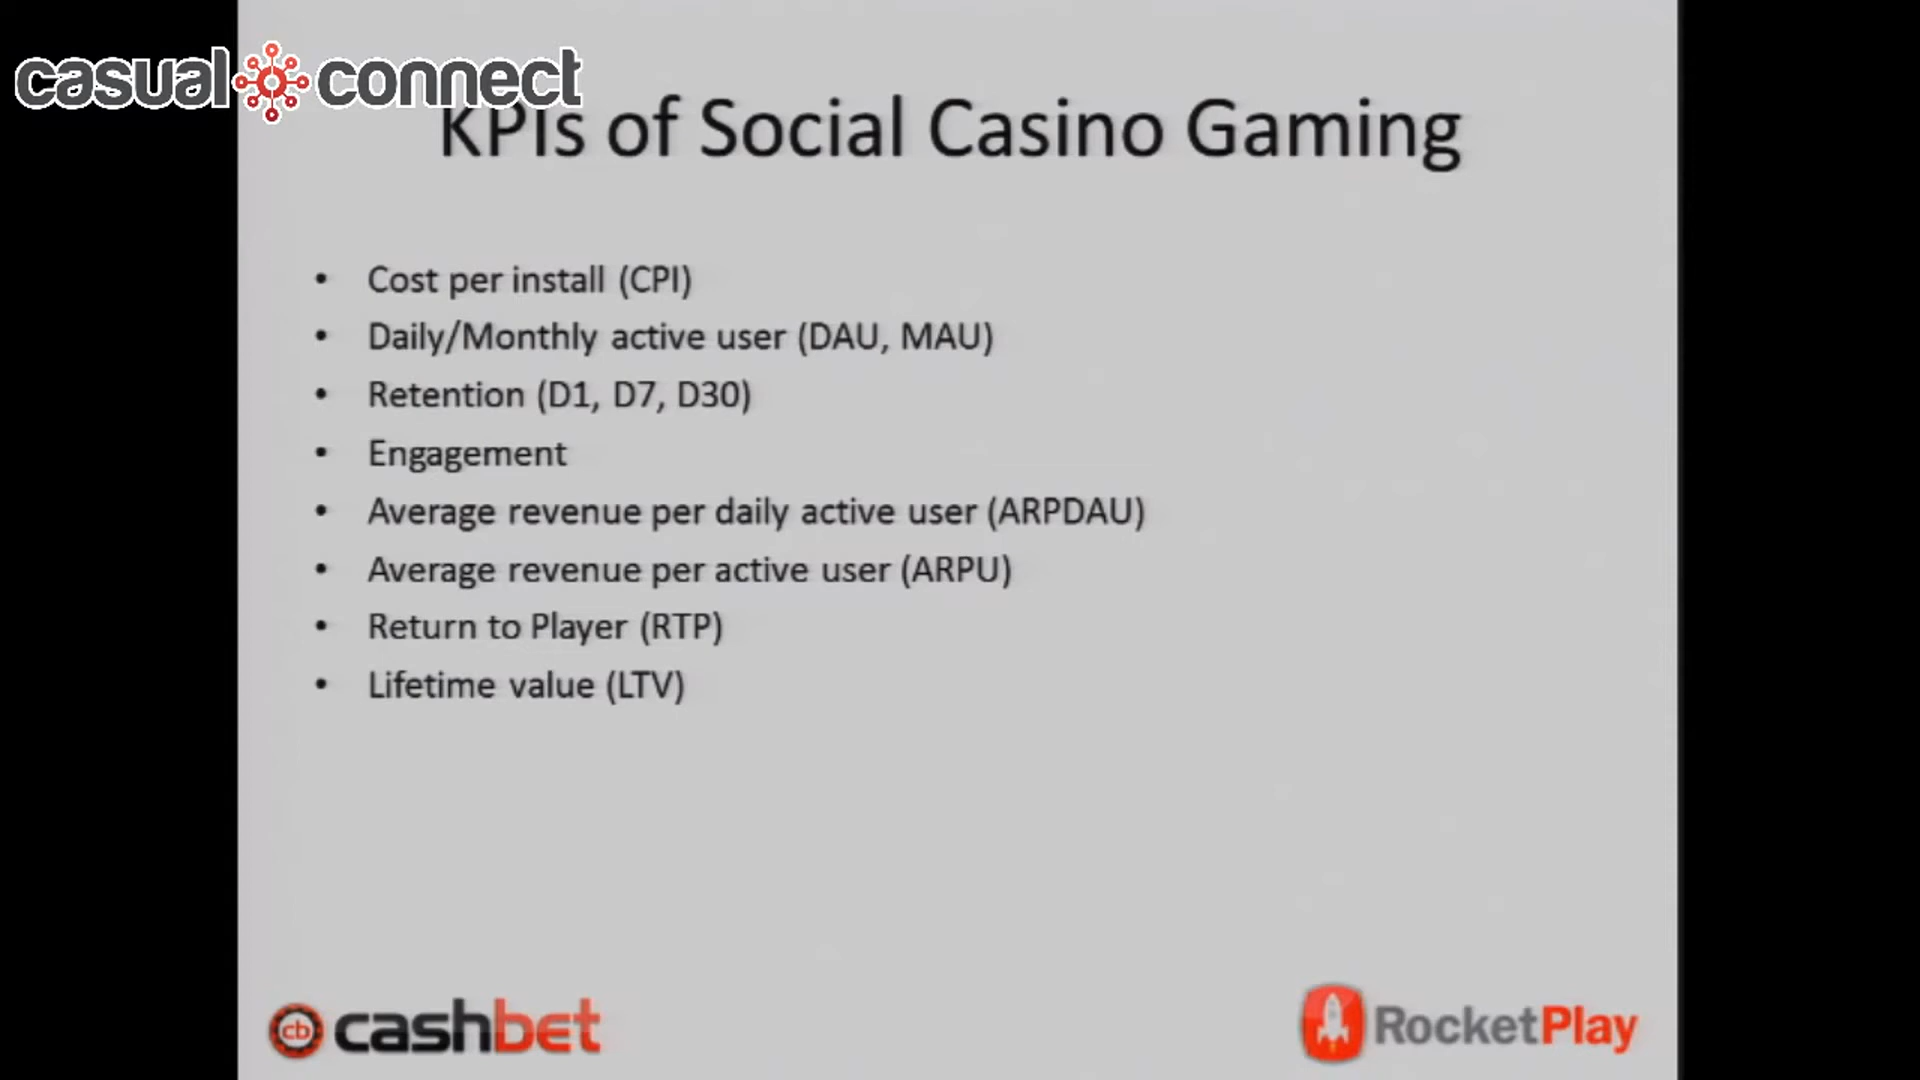 casual connect
KPIs of Social Casino Gaming
• Cost per install (CPI)
• Daily/Monthly active user (DAU, MAU)
• Retention (D1, D7, D30)
• Engagement
• Average revenue per daily active user (ARPDAU)
• Average revenue per active user (ARPU)
• Return to Player (RTP)
• Lifetime value (LTV)
cb cashbet
RocketPlay